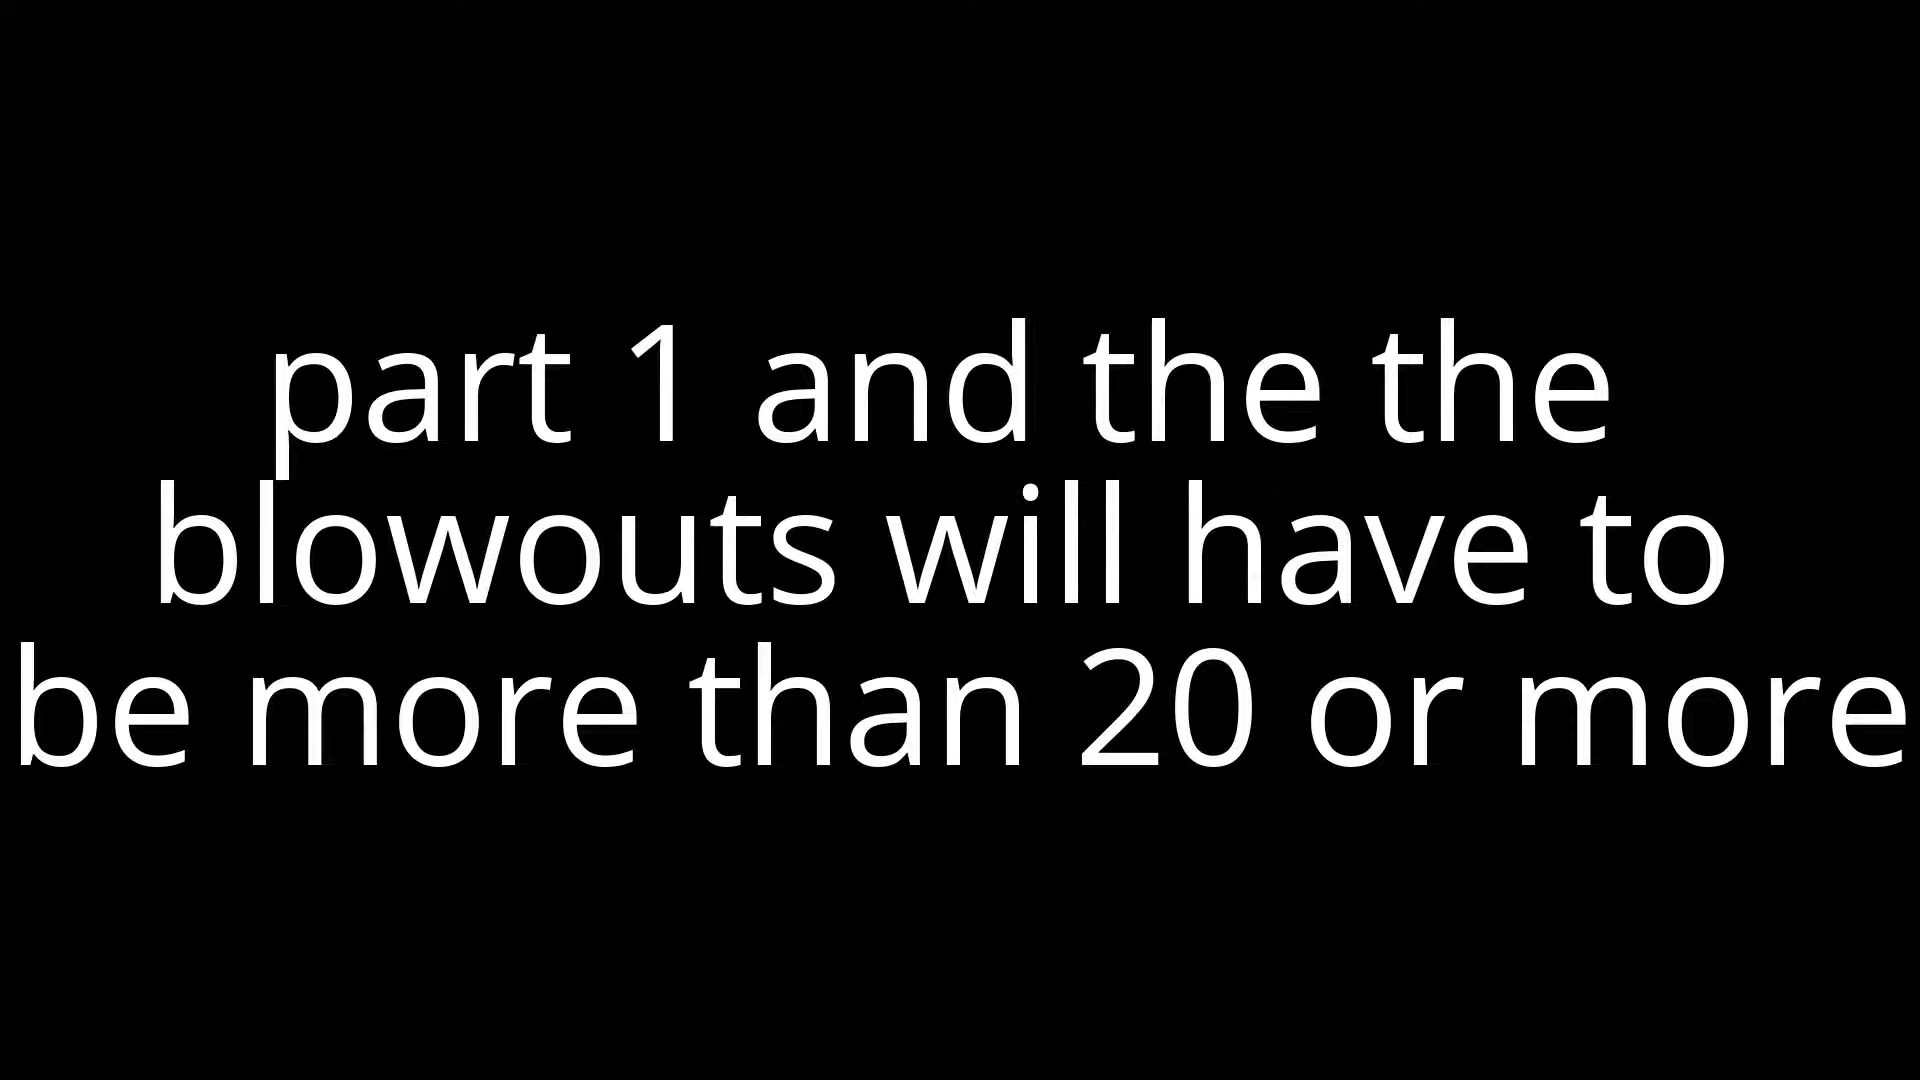 part 1 and the the
blowouts will have to
be more than 20 or more